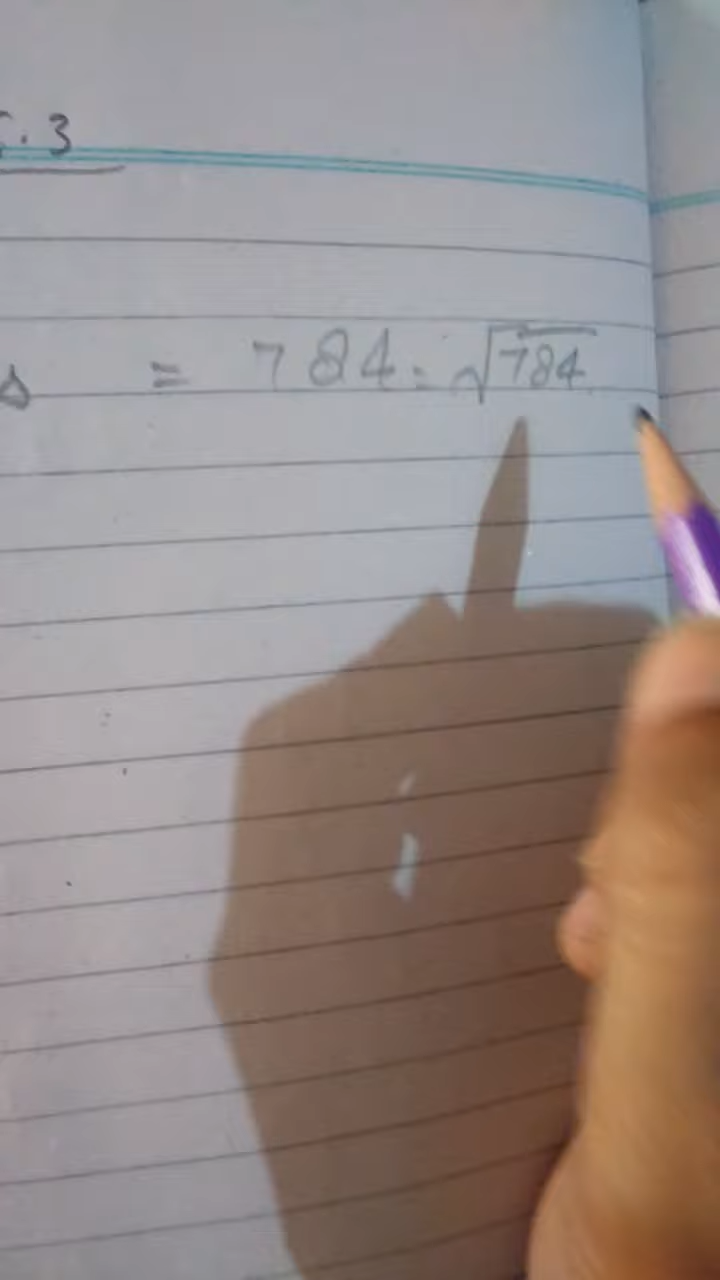 .3
= 784 = √784